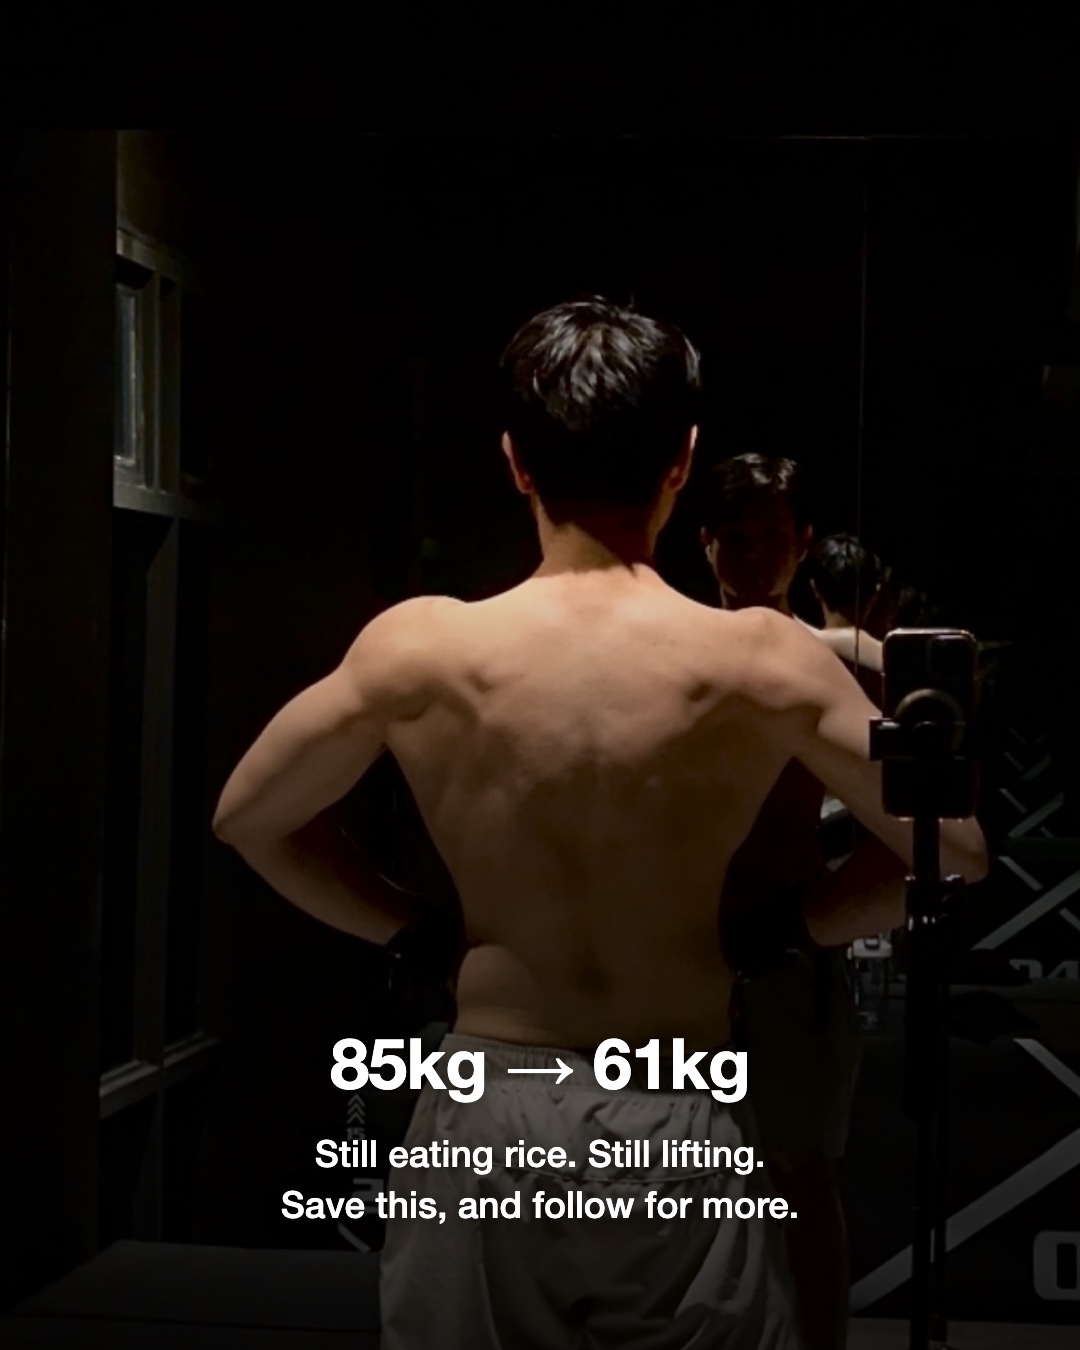 85kg → 61kg
Still eating rice. Still lifting.
Save this, and follow for more.